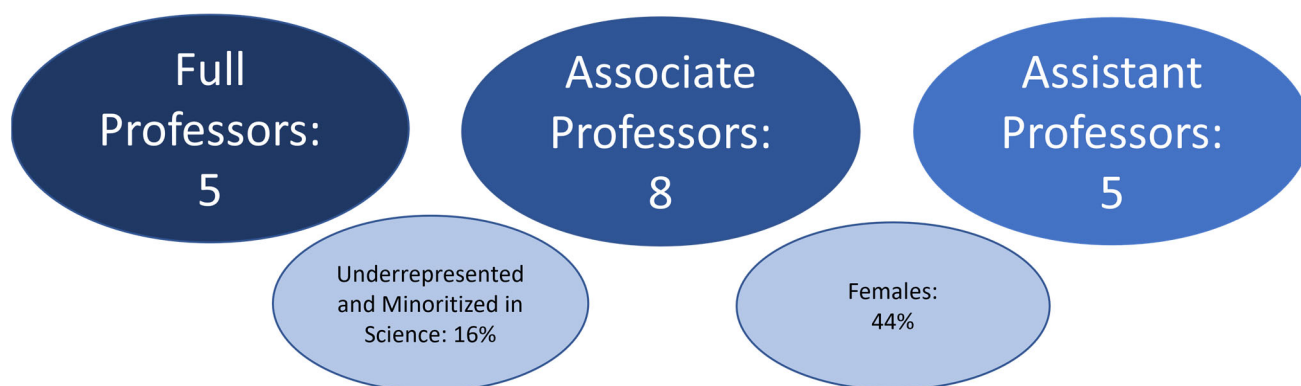 Full
Professors:
5
Associate
Professors:
8
Assistant
Professors:
5
Underrepresented
and Minoritized in
Science: 16%
Females:
44%